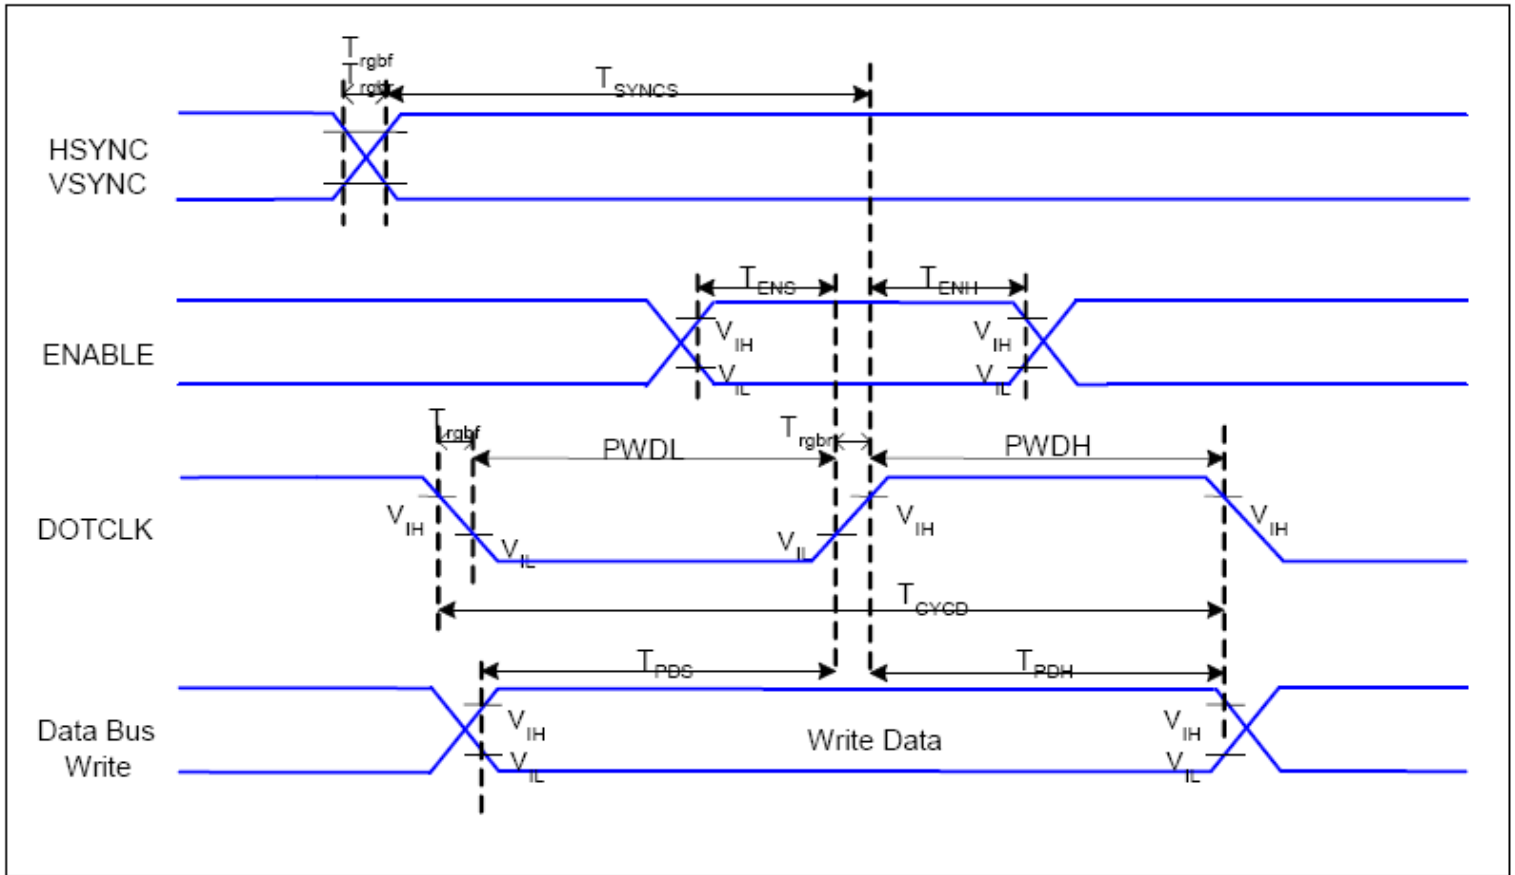 Trgbf
Trgbr
TSYNCS
HSYNC
VSYNC
TENS
TENH
VIH
VIH
ENABLE
VIL
VIL
Trgbf
Trgbr
PWDL
PWDH
VIH
VIH
VIH
DOTCLK
VIL
VIL
TCYCD
TPDS
TPDH
VIH
VIH
Data Bus
Write
Write Data
VIL
VIL